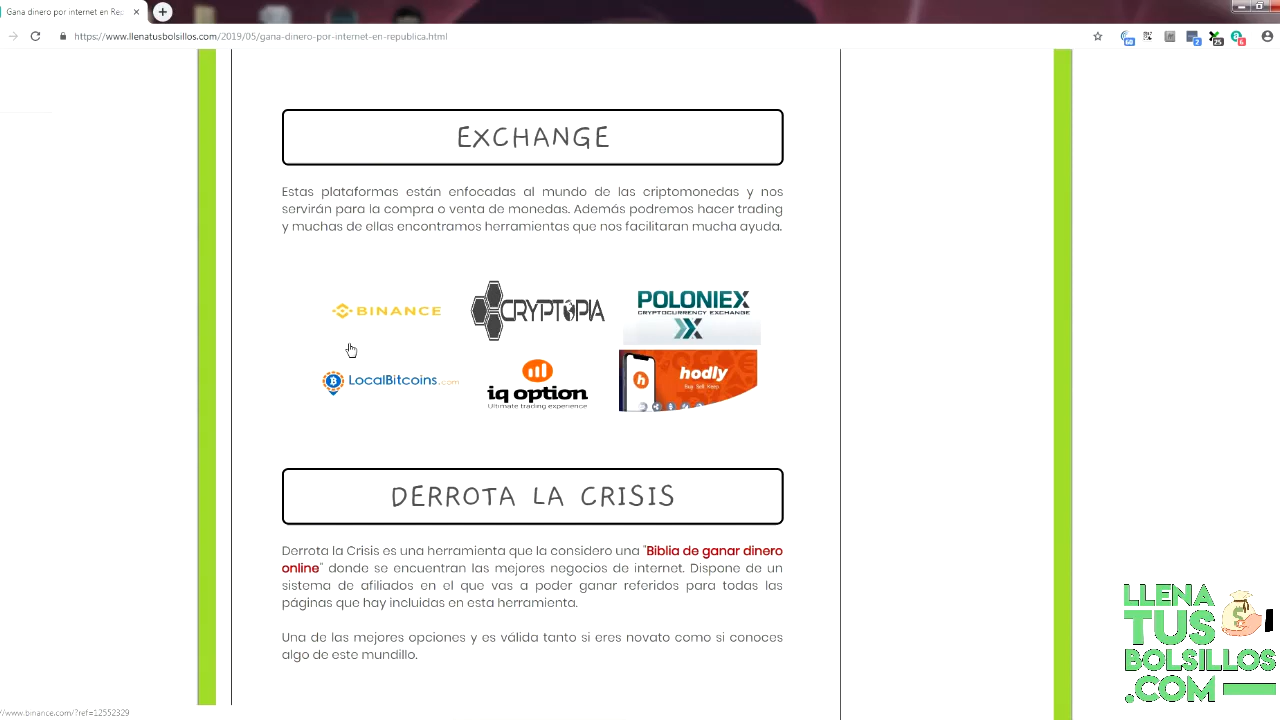 Gana dinero por internet en Re
https://www.llenatusbolsillos.com/2019/05/gana-dinero-por-internet-en-republica.html
EXCHANGE
Estas plataformas están enfocadas al mundo de las criptomonedas y nos
servirán para la compra o venta de monedas. Además podremos hacer trading
y muchas de ellas encontramos herramientas que nos facilitaran mucha ayuda.
BINANCE
CRYPTOPIA
POLONIEX
CRYPTOCURRENCY EXCHANGE
LocalBitcoins.com
iq option
Ultimate trading experience
hodly
Buy. Sell. Keep.
DERROTA LA CRISIS
Derrota la Crisis es una herramienta que la considero una "Biblia de ganar dinero
online" donde se encuentran las mejores negocios de internet. Dispone de un
sistema de afiliados en el que vas a poder ganar referidos para todas las
páginas que hay incluidas en esta herramienta.
Una de las mejores opciones y es válida tanto si eres novato como si conoces
algo de este mundillo.
LLENA
TUS
BOLSILLOS
.COM
//www.binance.com/?ref=12552329